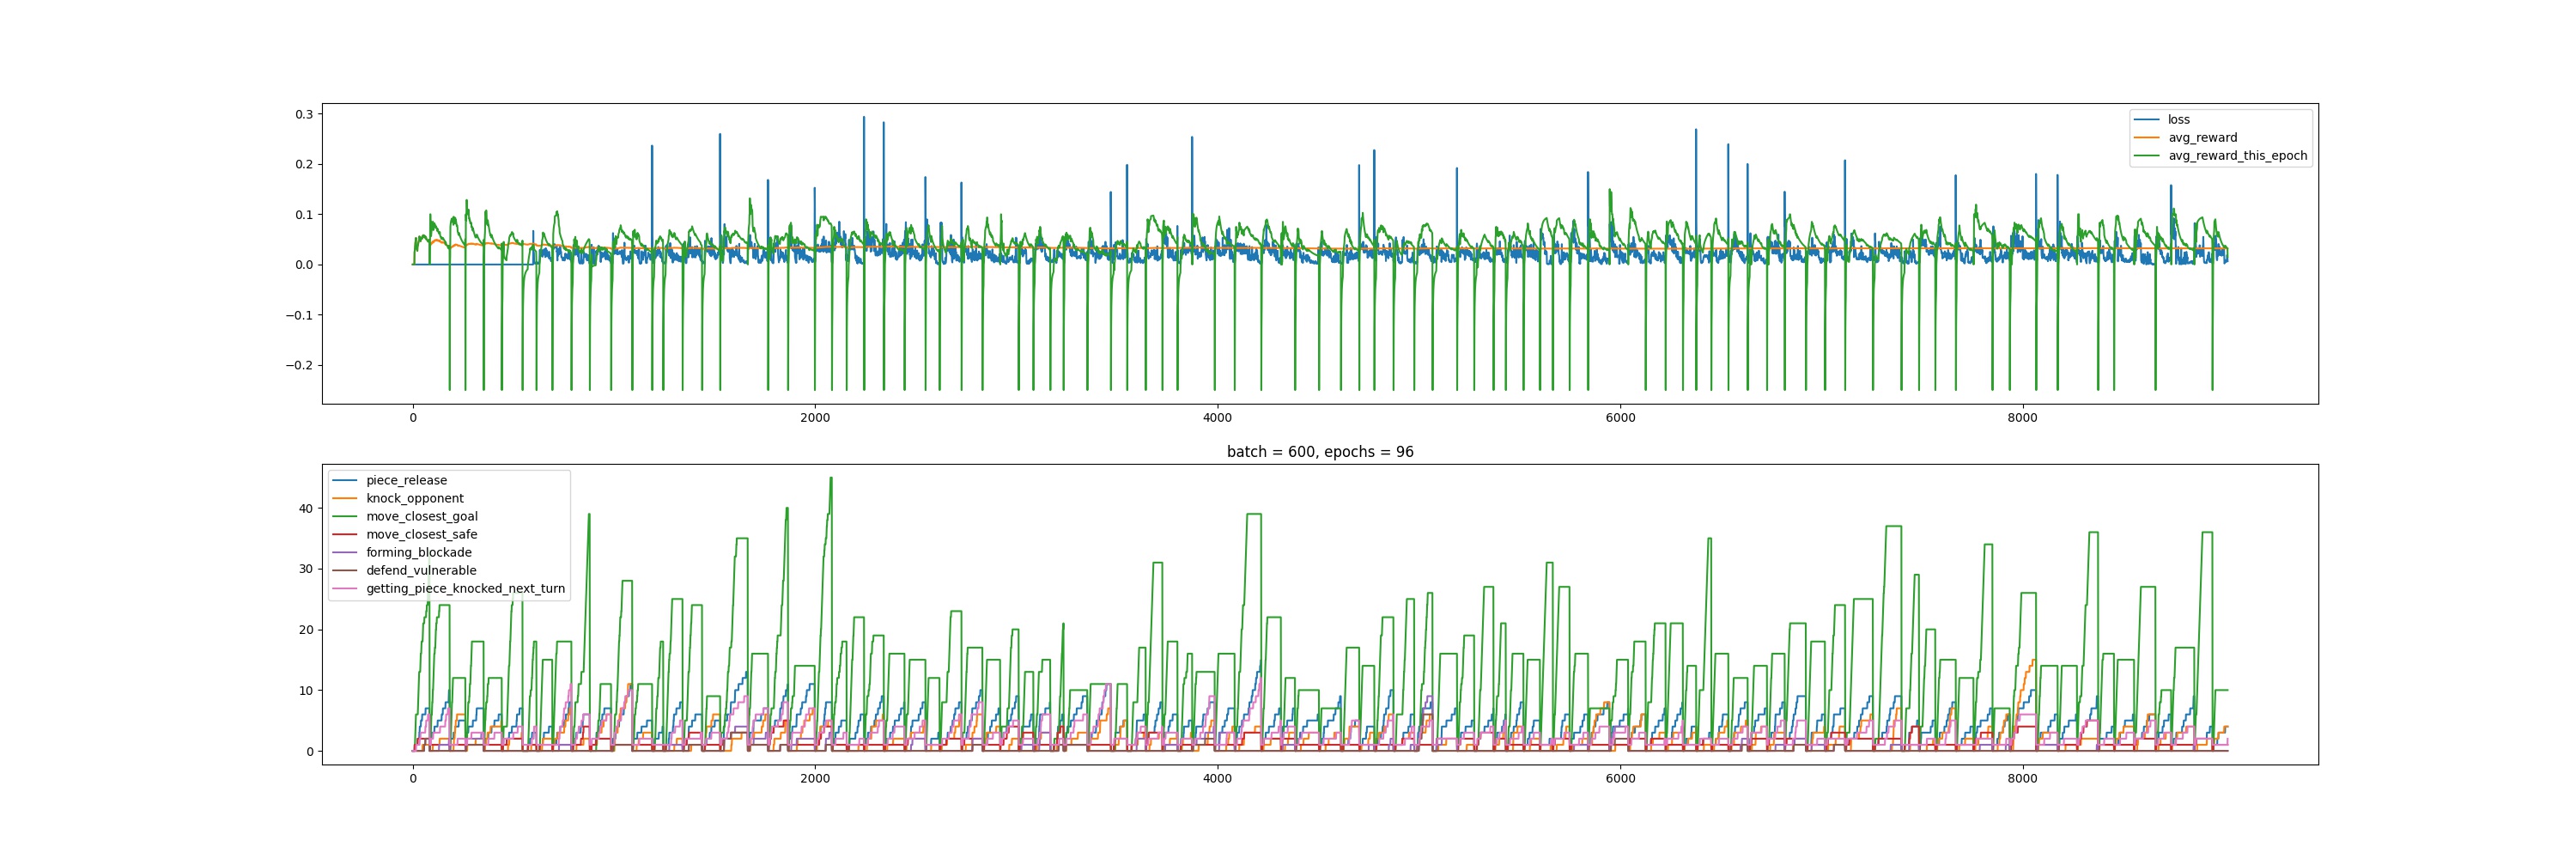 0.3
0.2
0.1
0.0
−0.1
−0.2
loss
avg_reward
avg_reward_this_epoch
0 2000 4000 6000 8000
batch = 600, epochs = 96
40
30
20
10
0
piece_release
knock_opponent
move_closest_goal
move_closest_safe
forming_blockade
defend_vulnerable
getting_piece_knocked_next_turn
0 2000 4000 6000 8000